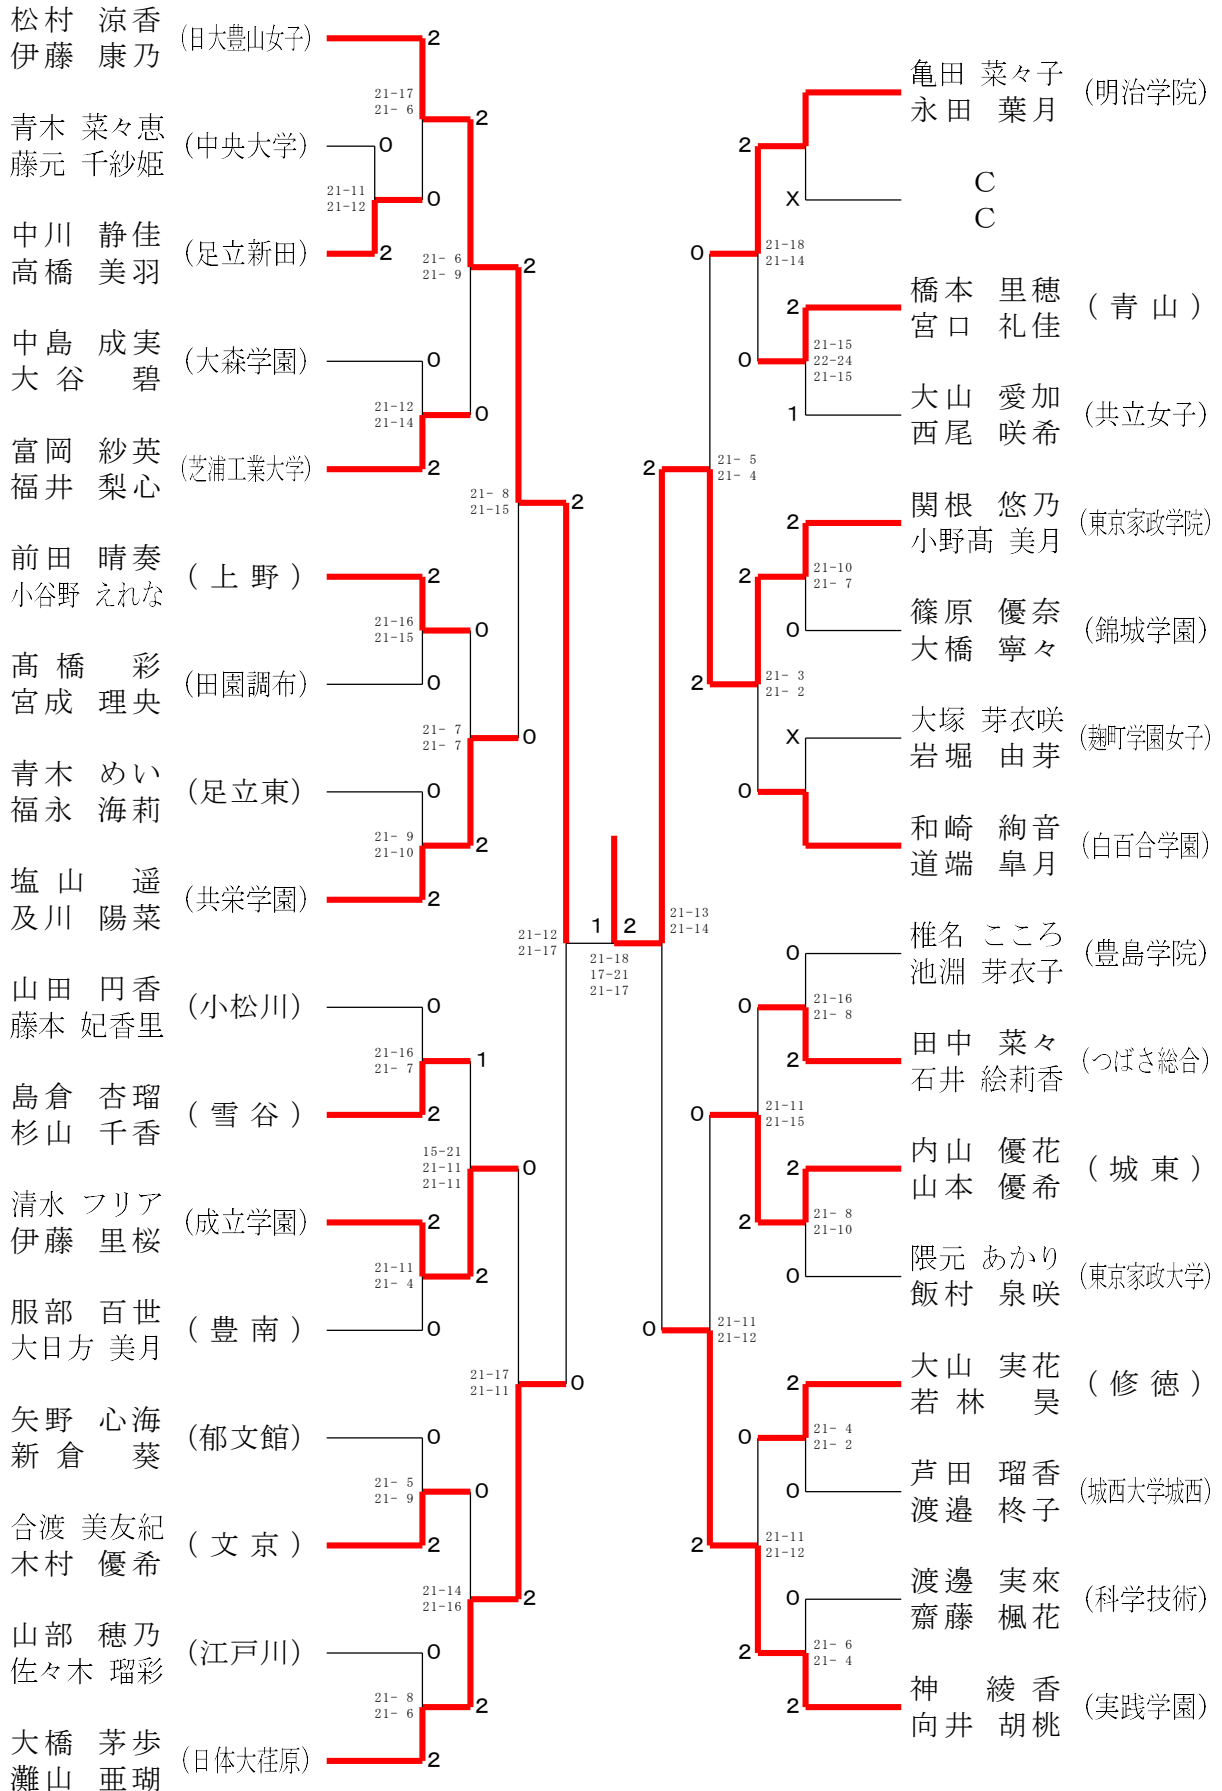 松村 涼香
伊藤 康乃
(日大豊山女子)
2
21-17
21- 6
2
青木 菜々恵
藤元 千紗姫
(中央大学)
0
21-11
21-12
0
中川 静佳
高橋 美羽
(足立新田)
2
21- 6
21- 9
2
中島 成実
大谷 碧
(大森学園)
0
21-12
21-14
0
富岡 紗英
福井 梨心
(芝浦工業大学)
2
21- 8
21-15
2
前田 晴奏
小谷野 えれな
(上野)
2
21-16
21-15
0
髙橋 彩
宮成 理央
(田園調布)
0
21- 7
21- 7
0
青木 めい
福永 海莉
(足立東)
0
21- 9
21-10
2
塩山 遥
及川 陽菜
(共栄学園)
2
21-12
21-17
山田 円香
藤本 妃香里
(小松川)
0
21-16
21- 7
1
島倉 杏瑠
杉山 千香
(雪谷)
2
15-21
21-11
21-11
0
清水 フリア
伊藤 里桜
(成立学園)
2
21-11
21- 4
2
服部 百世
大日方 美月
(豊南)
0
21-17
21-11
0
矢野 心海
新倉 葵
(郁文館)
0
21- 5
21- 9
0
合渡 美友紀
木村 優希
(文京)
2
21-14
21-16
2
山部 穂乃
佐々木 瑠彩
(江戸川)
0
21- 8
21- 6
2
大橋 茅歩
灘山 亜瑚
(日体大荏原)
2
1 2
21-18
17-21
21-17
亀田 菜々子
永田 葉月
(明治学院)
2
X
C
C
0
21-18
21-14
橋本 里穂
宮口 礼佳
(青山)
2
0
21-15
22-24
21-15
大山 愛加
西尾 咲希
(共立女子)
1
2
21- 5
21- 4
関根 悠乃
小野髙 美月
(東京家政学院)
2
2
21-10
21- 7
篠原 優奈
大橋 寧々
(錦城学園)
0
2
21- 3
21- 2
大塚 芽衣咲
岩堀 由芽
(麹町学園女子)
X
0
和崎 絢音
道端 皐月
(白百合学園)
21-13
21-14
椎名 こころ
池淵 芽衣子
(豊島学院)
0
0
21-16
21- 8
田中 菜々
石井 絵莉香
(つばさ総合)
2
0
21-11
21-15
内山 優花
山本 優希
(城東)
2
2
21- 8
21-10
隈元 あかり
飯村 泉咲
(東京家政大学)
0
0
21-11
21-12
大山 実花
若林 昊
(修徳)
2
0
21- 4
21- 2
芦田 瑠香
渡邉 柊子
(城西大学城西)
0
2
21-11
21-12
渡邊 実來
齋藤 楓花
(科学技術)
0
2
21- 6
21- 4
神 綾香
向井 胡桃
(実践学園)
2